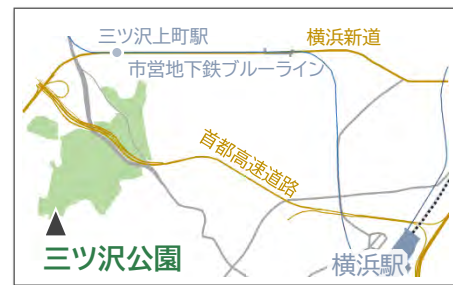 三ツ沢上町駅
横浜新道
市営地下鉄ブルーライン
首都高速道路
三ツ沢公園
横浜駅